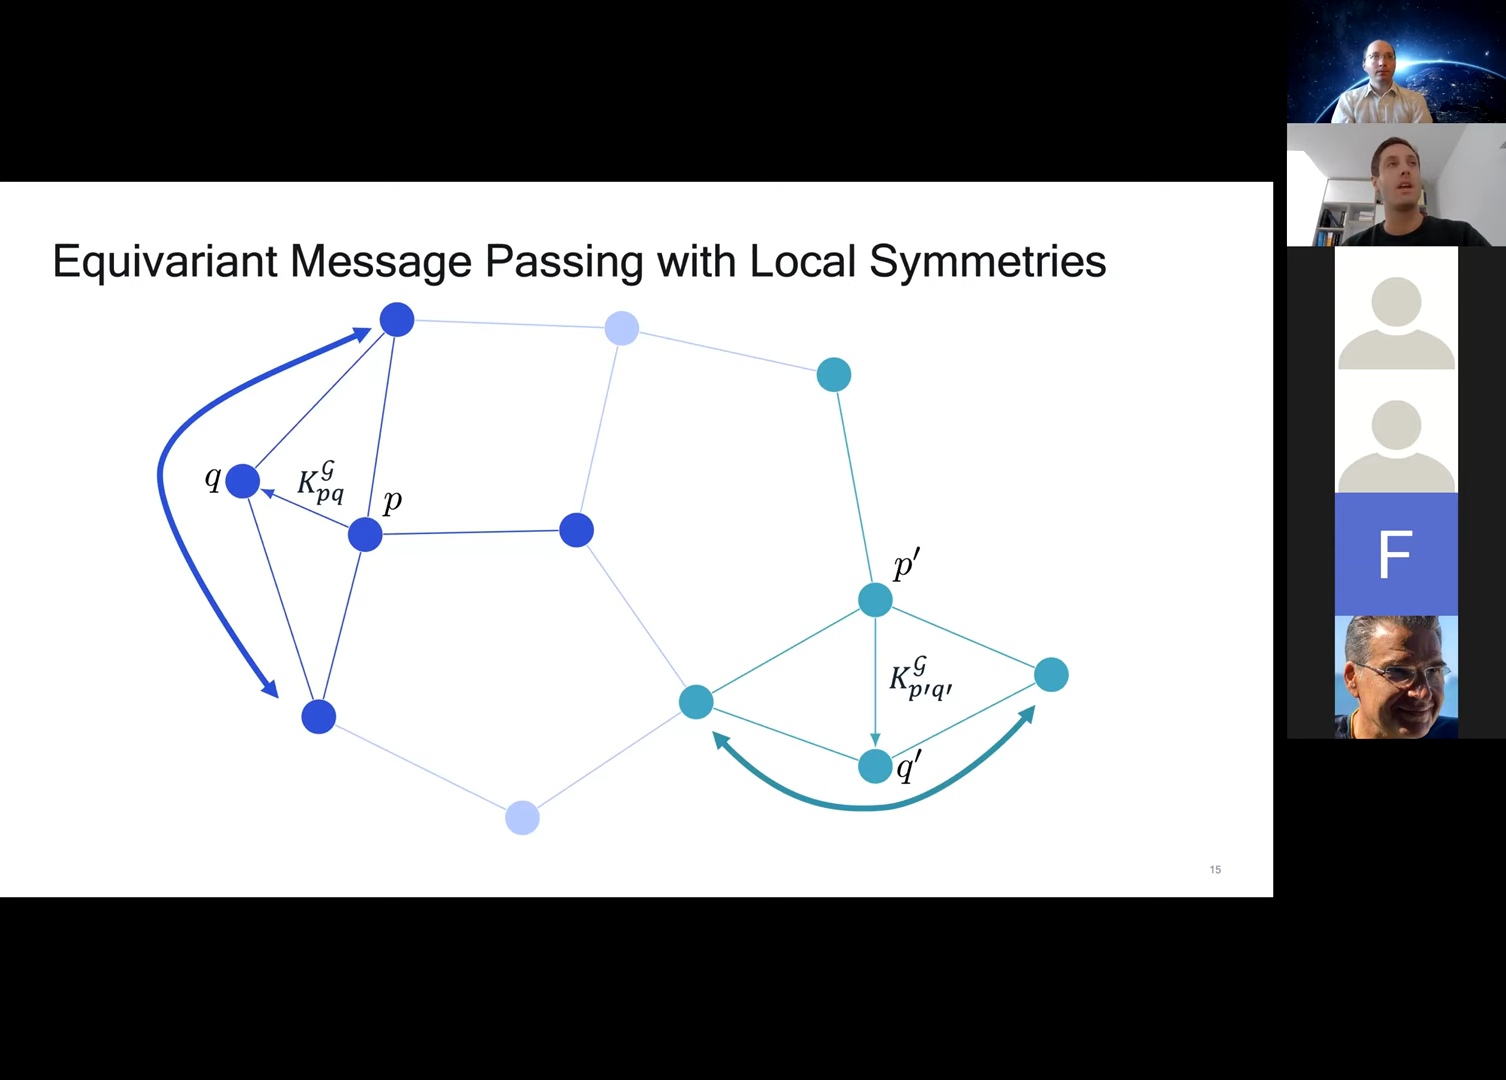 Equivariant Message Passing with Local Symmetries
q
K^𝒢_pq
p
p′
K^𝒢_p′q′
q′
15
F